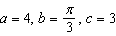 a = 4, b = π/3, c = 3